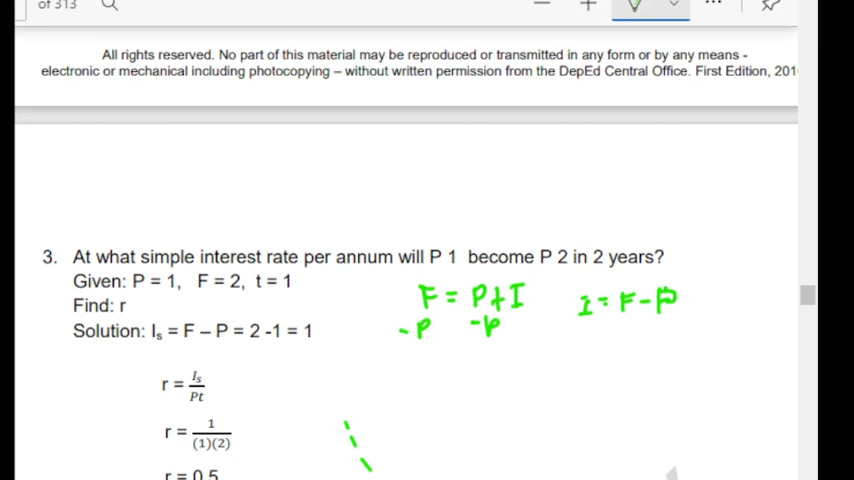 of 313
All rights reserved. No part of this material may be reproduced or transmitted in any form or by any means -
electronic or mechanical including photocopying – without written permission from the DepEd Central Office. First Edition, 201
3. At what simple interest rate per annum will P 1 become P 2 in 2 years?
Given: P = 1, F = 2, t = 1
F = P + I I = F - P
Find: r
Solution: Is = F – P = 2 -1 = 1
-P -P
r = Is/Pt
r = 1/(1)(2)
r = 0.5